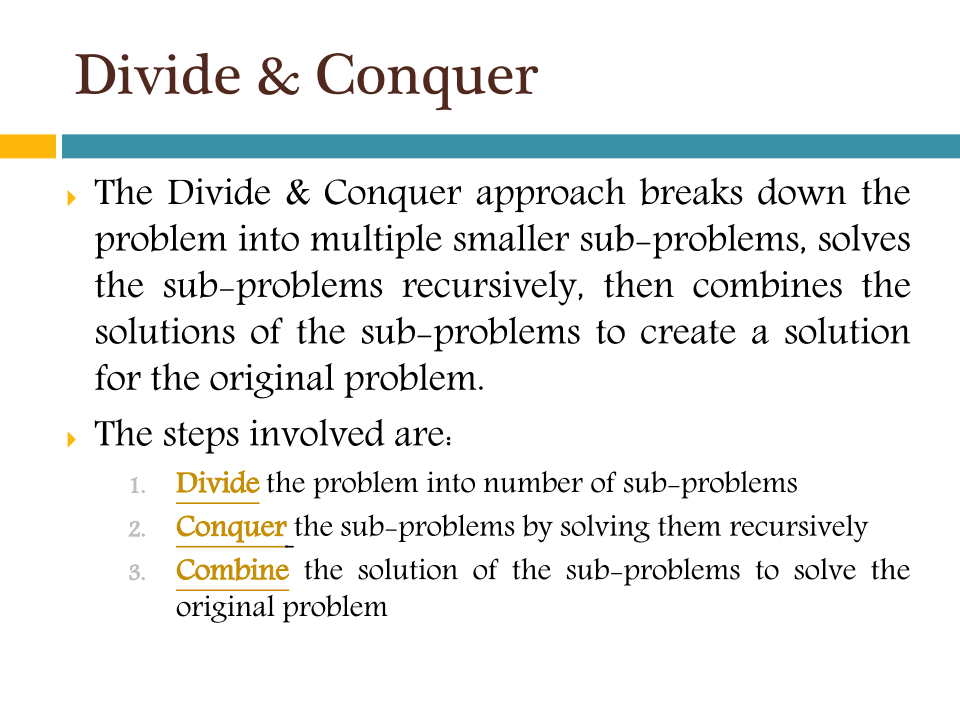 Divide & Conquer
The Divide & Conquer approach breaks down the
problem into multiple smaller sub-problems, solves
the sub-problems recursively, then combines the
solutions of the sub-problems to create a solution
for the original problem.
The steps involved are:
1. Divide the problem into number of sub-problems
2. Conquer the sub-problems by solving them recursively
3. Combine the solution of the sub-problems to solve the
original problem